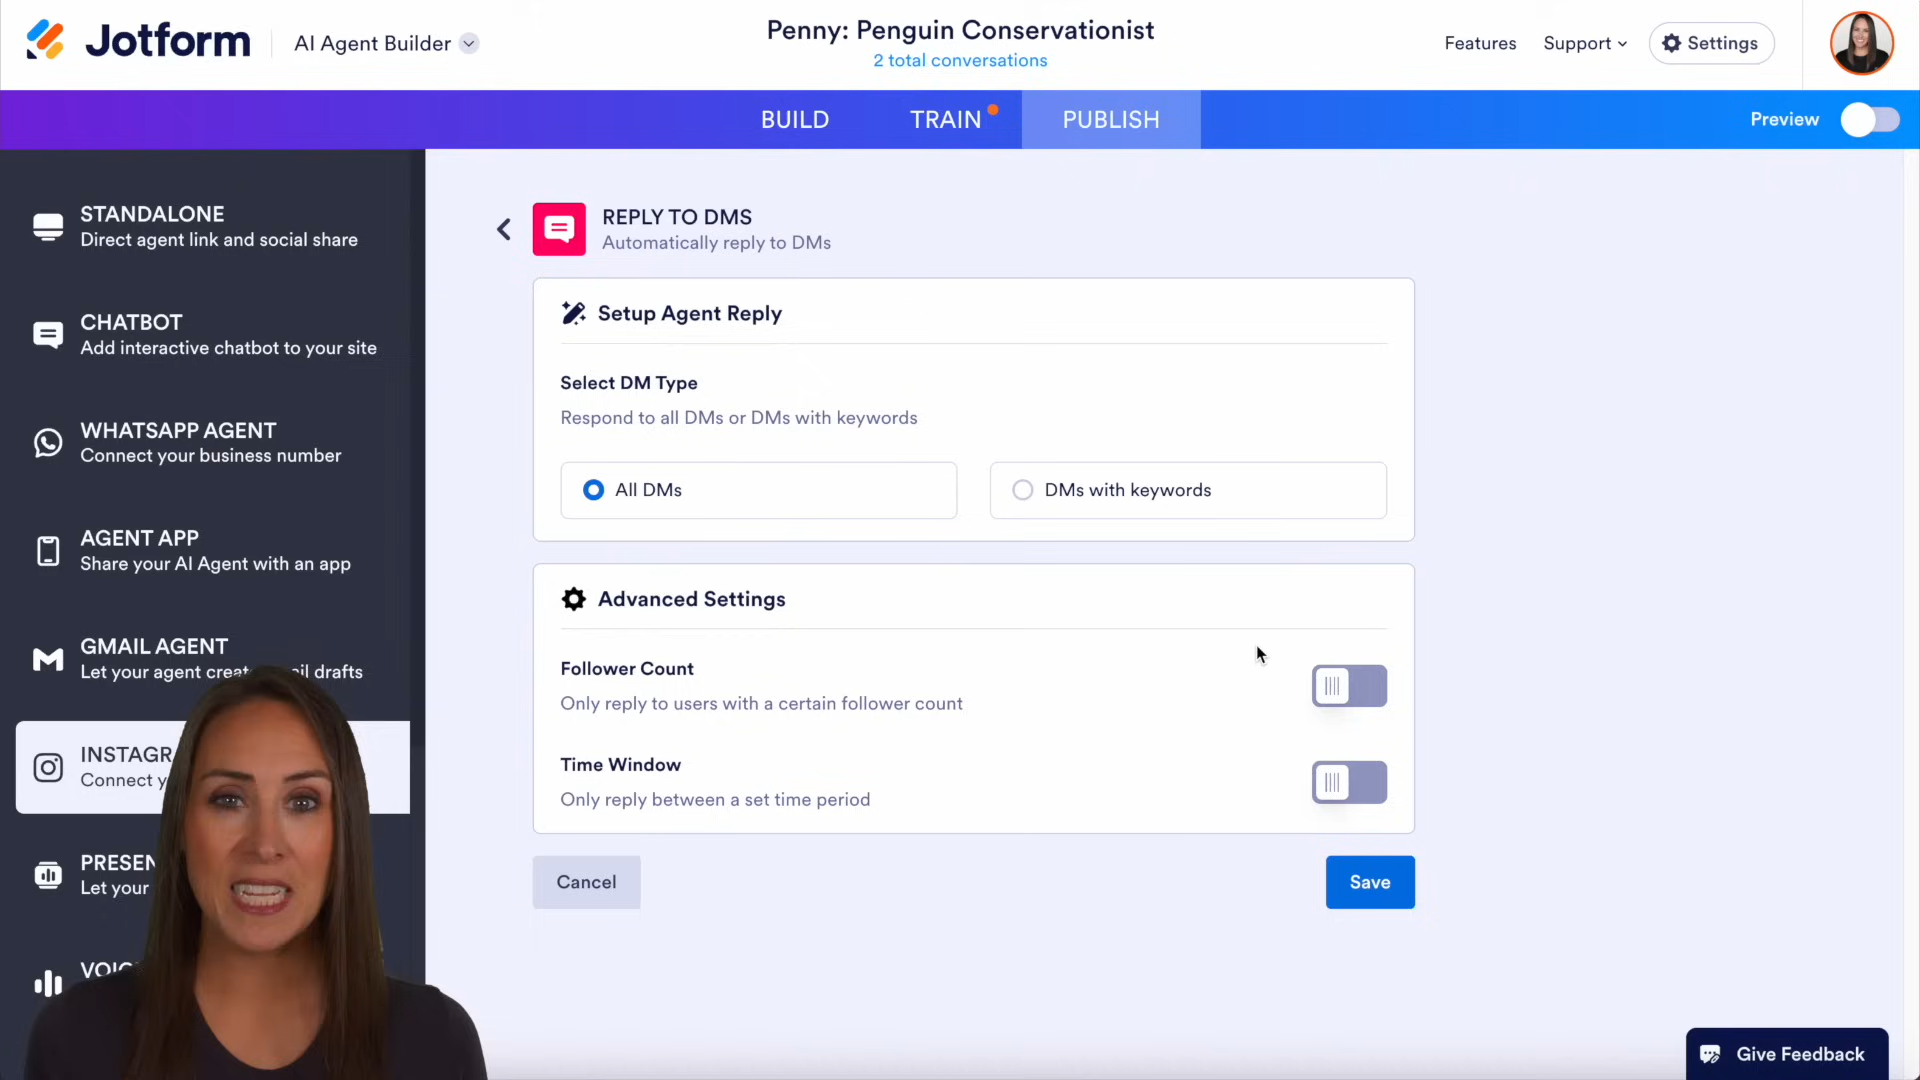 Jotform
AI Agent Builder
Penny: Penguin Conservationist
2 total conversations
Features
Support
Settings
BUILD
TRAIN
PUBLISH
Preview
STANDALONE
Direct agent link and social share
CHATBOT
Add interactive chatbot to your site
WHATSAPP AGENT
Connect your business number
AGENT APP
Share your AI Agent with an app
GMAIL AGENT
Let your agent drafts
Connect
Let your
REPLY TO DMS
Automatically reply to DMs
Setup Agent Reply
Select DM Type
Respond to all DMs or DMs with keywords
All DMs
DMs with keywords
Advanced Settings
Follower Count
Only reply to users with a certain follower count
Time Window
Only reply between a set time period
Cancel
Save
Give Feedback